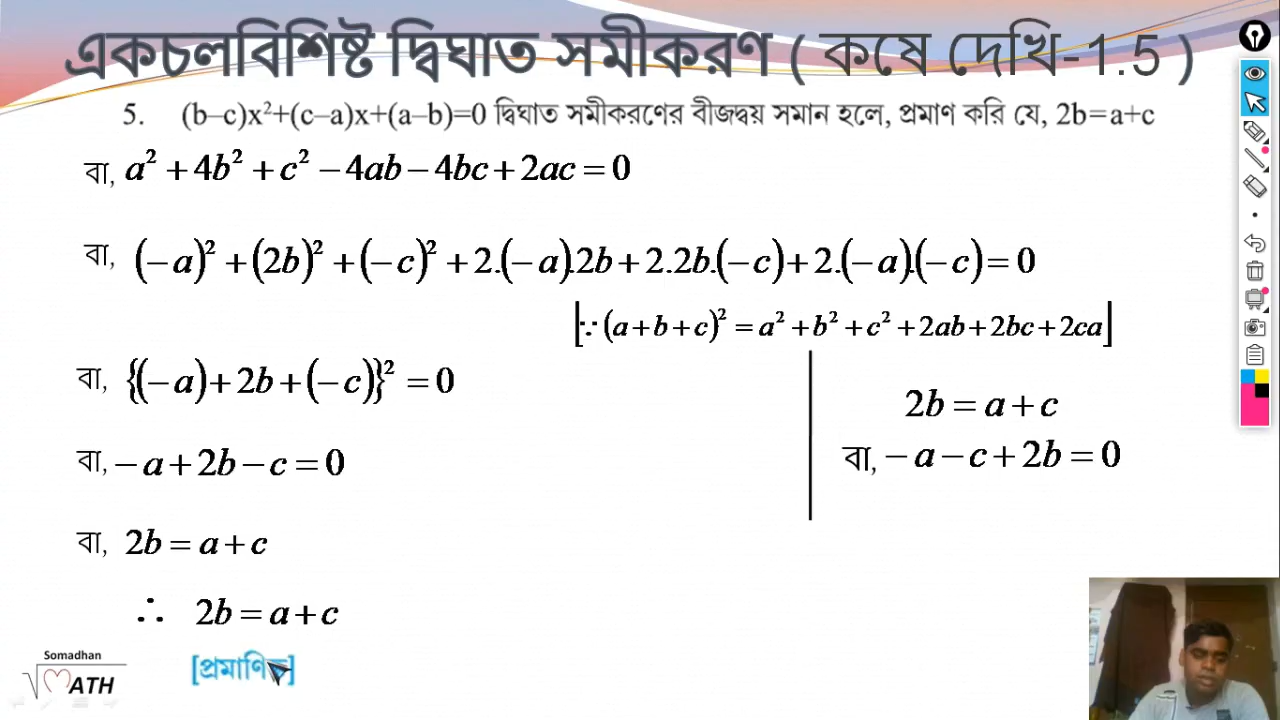 একচলবিশিষ্ট দ্বিঘাত সমীকরণ ( কষে দেখি-1.5 )
5. (b–c)x²+(c–a)x+(a–b)=0 দ্বিঘাত সমীকরণের বীজদ্বয় সমান হলে, প্রমাণ করি যে, 2b=a+c
বা, a² + 4b² + c² − 4ab − 4bc + 2ac = 0
বা, (−a)² + (2b)² + (−c)² + 2.(−a).2b + 2.2b.(−c) + 2.(−a).(−c) = 0
[∵ (a+b+c)² = a² + b² + c² + 2ab + 2bc + 2ca]
বা, {(−a) + 2b + (−c)}² = 0
বা, −a + 2b − c = 0
বা, 2b = a + c
∴ 2b = a + c
[প্রমাণিত]
2b = a + c
বা, − a − c + 2b = 0
Somadhan
√MATH